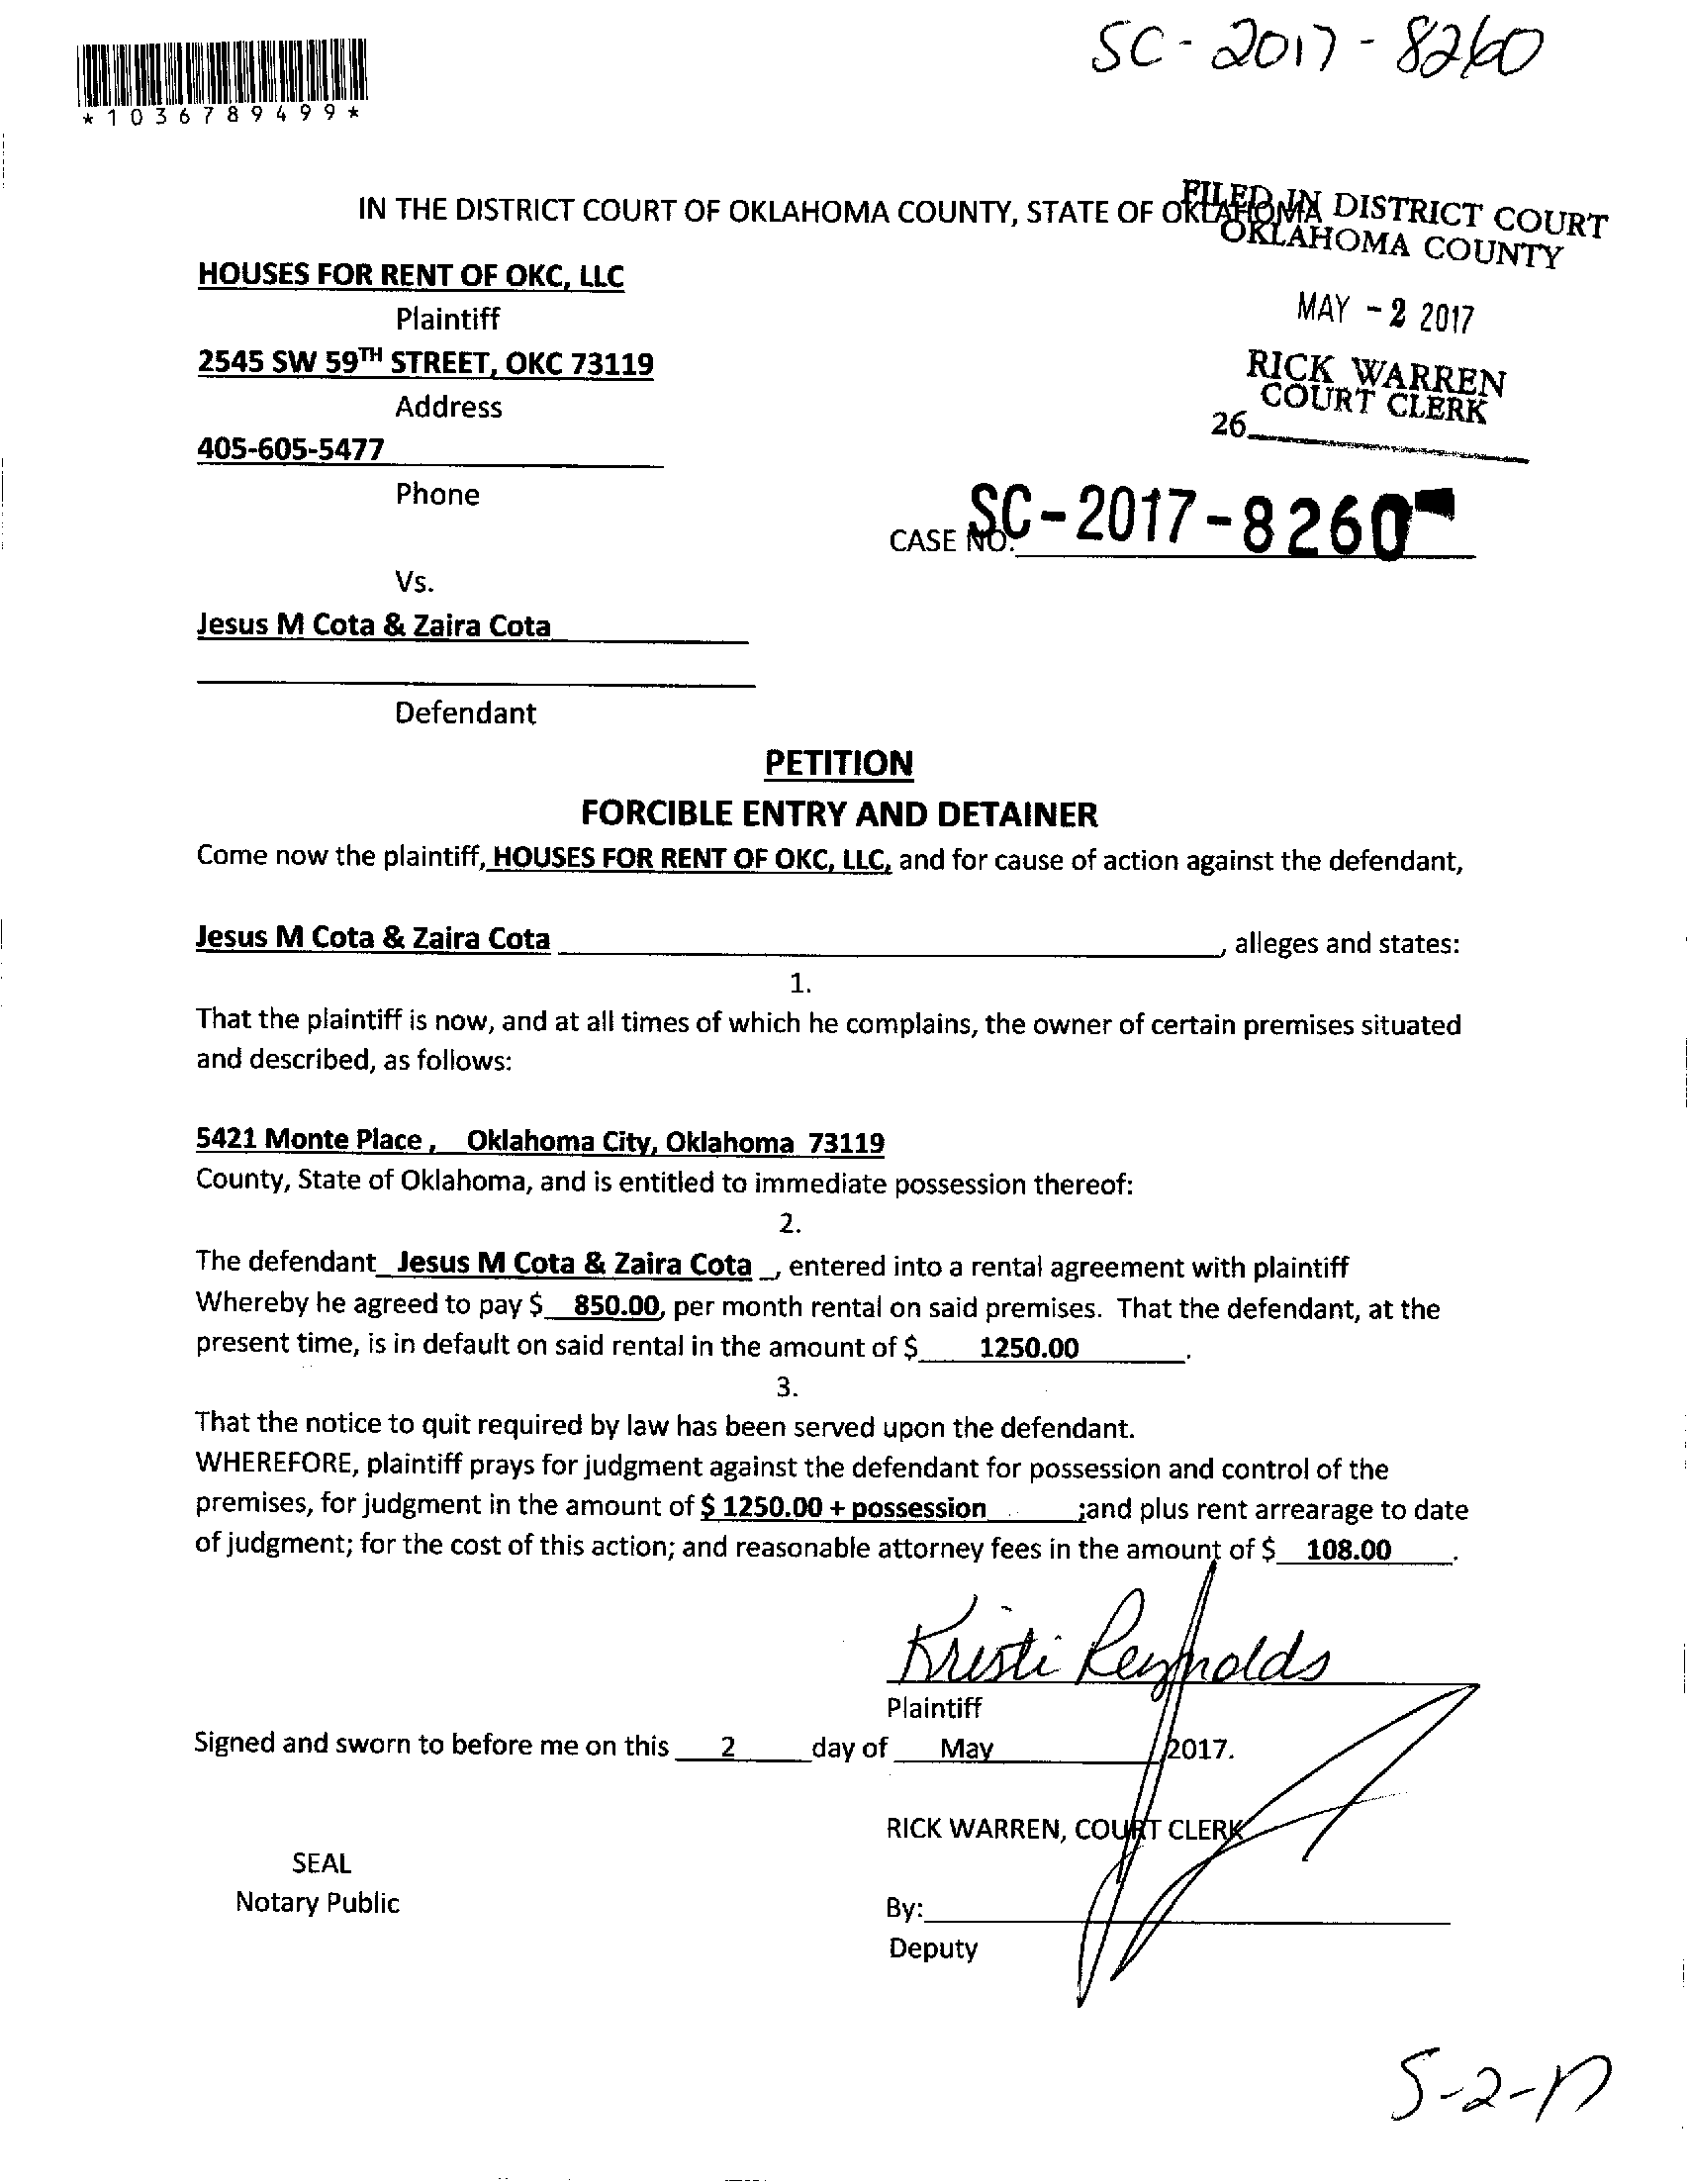 SC-2017-8260
*1036789499*
IN THE DISTRICT COURT OF OKLAHOMA COUNTY, STATE OF OKLAHOMA
FILED IN DISTRICT COURT
OKLAHOMA COUNTY
HOUSES FOR RENT OF OKC, LLC
Plaintiff
MAY - 2 2017
2545 SW 59TH STREET, OKC 73119
RICK WARREN
COURT CLERK
Address
26
405-605-5477
Phone
CASE NO. SC-2017-8260
Vs.
Jesus M Cota & Zaira Cota
Defendant
PETITION
FORCIBLE ENTRY AND DETAINER
Come now the plaintiff, HOUSES FOR RENT OF OKC, LLC, and for cause of action against the defendant,
Jesus M Cota & Zaira Cota , alleges and states:
1.
That the plaintiff is now, and at all times of which he complains, the owner of certain premises situated
and described, as follows:
5421 Monte Place , Oklahoma City, Oklahoma 73119
County, State of Oklahoma, and is entitled to immediate possession thereof:
2.
The defendant Jesus M Cota & Zaira Cota , entered into a rental agreement with plaintiff
Whereby he agreed to pay $ 850.00, per month rental on said premises. That the defendant, at the
present time, is in default on said rental in the amount of $ 1250.00 .
3.
That the notice to quit required by law has been served upon the defendant.
WHEREFORE, plaintiff prays for judgment against the defendant for possession and control of the
premises, for judgment in the amount of $ 1250.00 + possession ;and plus rent arrearage to date
of judgment; for the cost of this action; and reasonable attorney fees in the amount of $ 108.00 .
Kristi Reynolds
Plaintiff
Signed and sworn to before me on this 2 day of May 2017.
RICK WARREN, COURT CLERK
SEAL
Notary Public
By:
Deputy
5-2-17